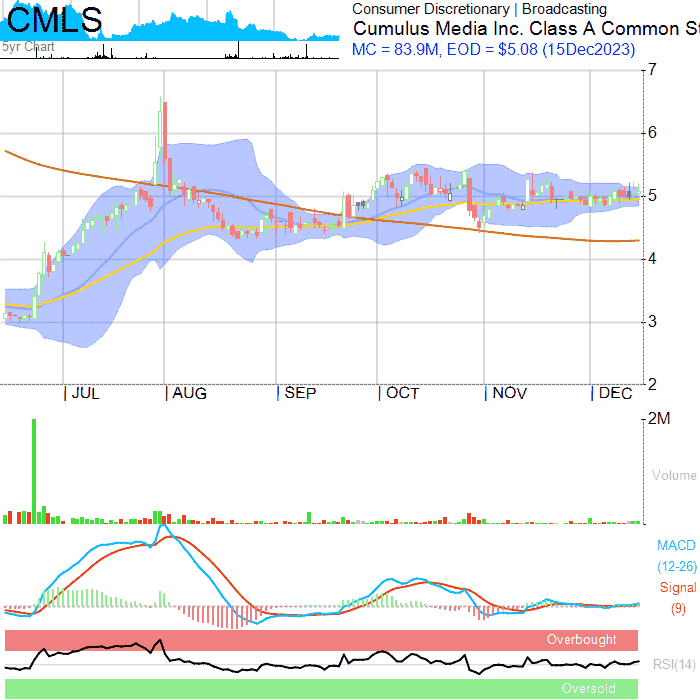 CMLS
5yr Chart
Consumer Discretionary | Broadcasting
Cumulus Media Inc. Class A Common St
MC = 83.9M, EOD = $5.08 (15Dec2023)
7
6
5
4
3
2
JUL AUG SEP OCT NOV DEC
2M
Volume
MACD
(12-26)
Signal
(9)
Overbought
RSI(14)
Oversold